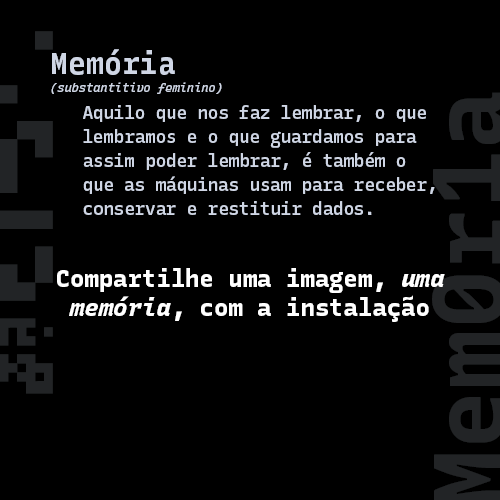 Memória
(substantitivo feminino)
Aquilo que nos faz lembrar, o que
lembramos e o que guardamos para
assim poder lembrar, é também o
que as máquinas usam para receber,
conservar e restituir dados.
Compartilhe uma imagem, uma
memória, com a instalação
Mem0r1a